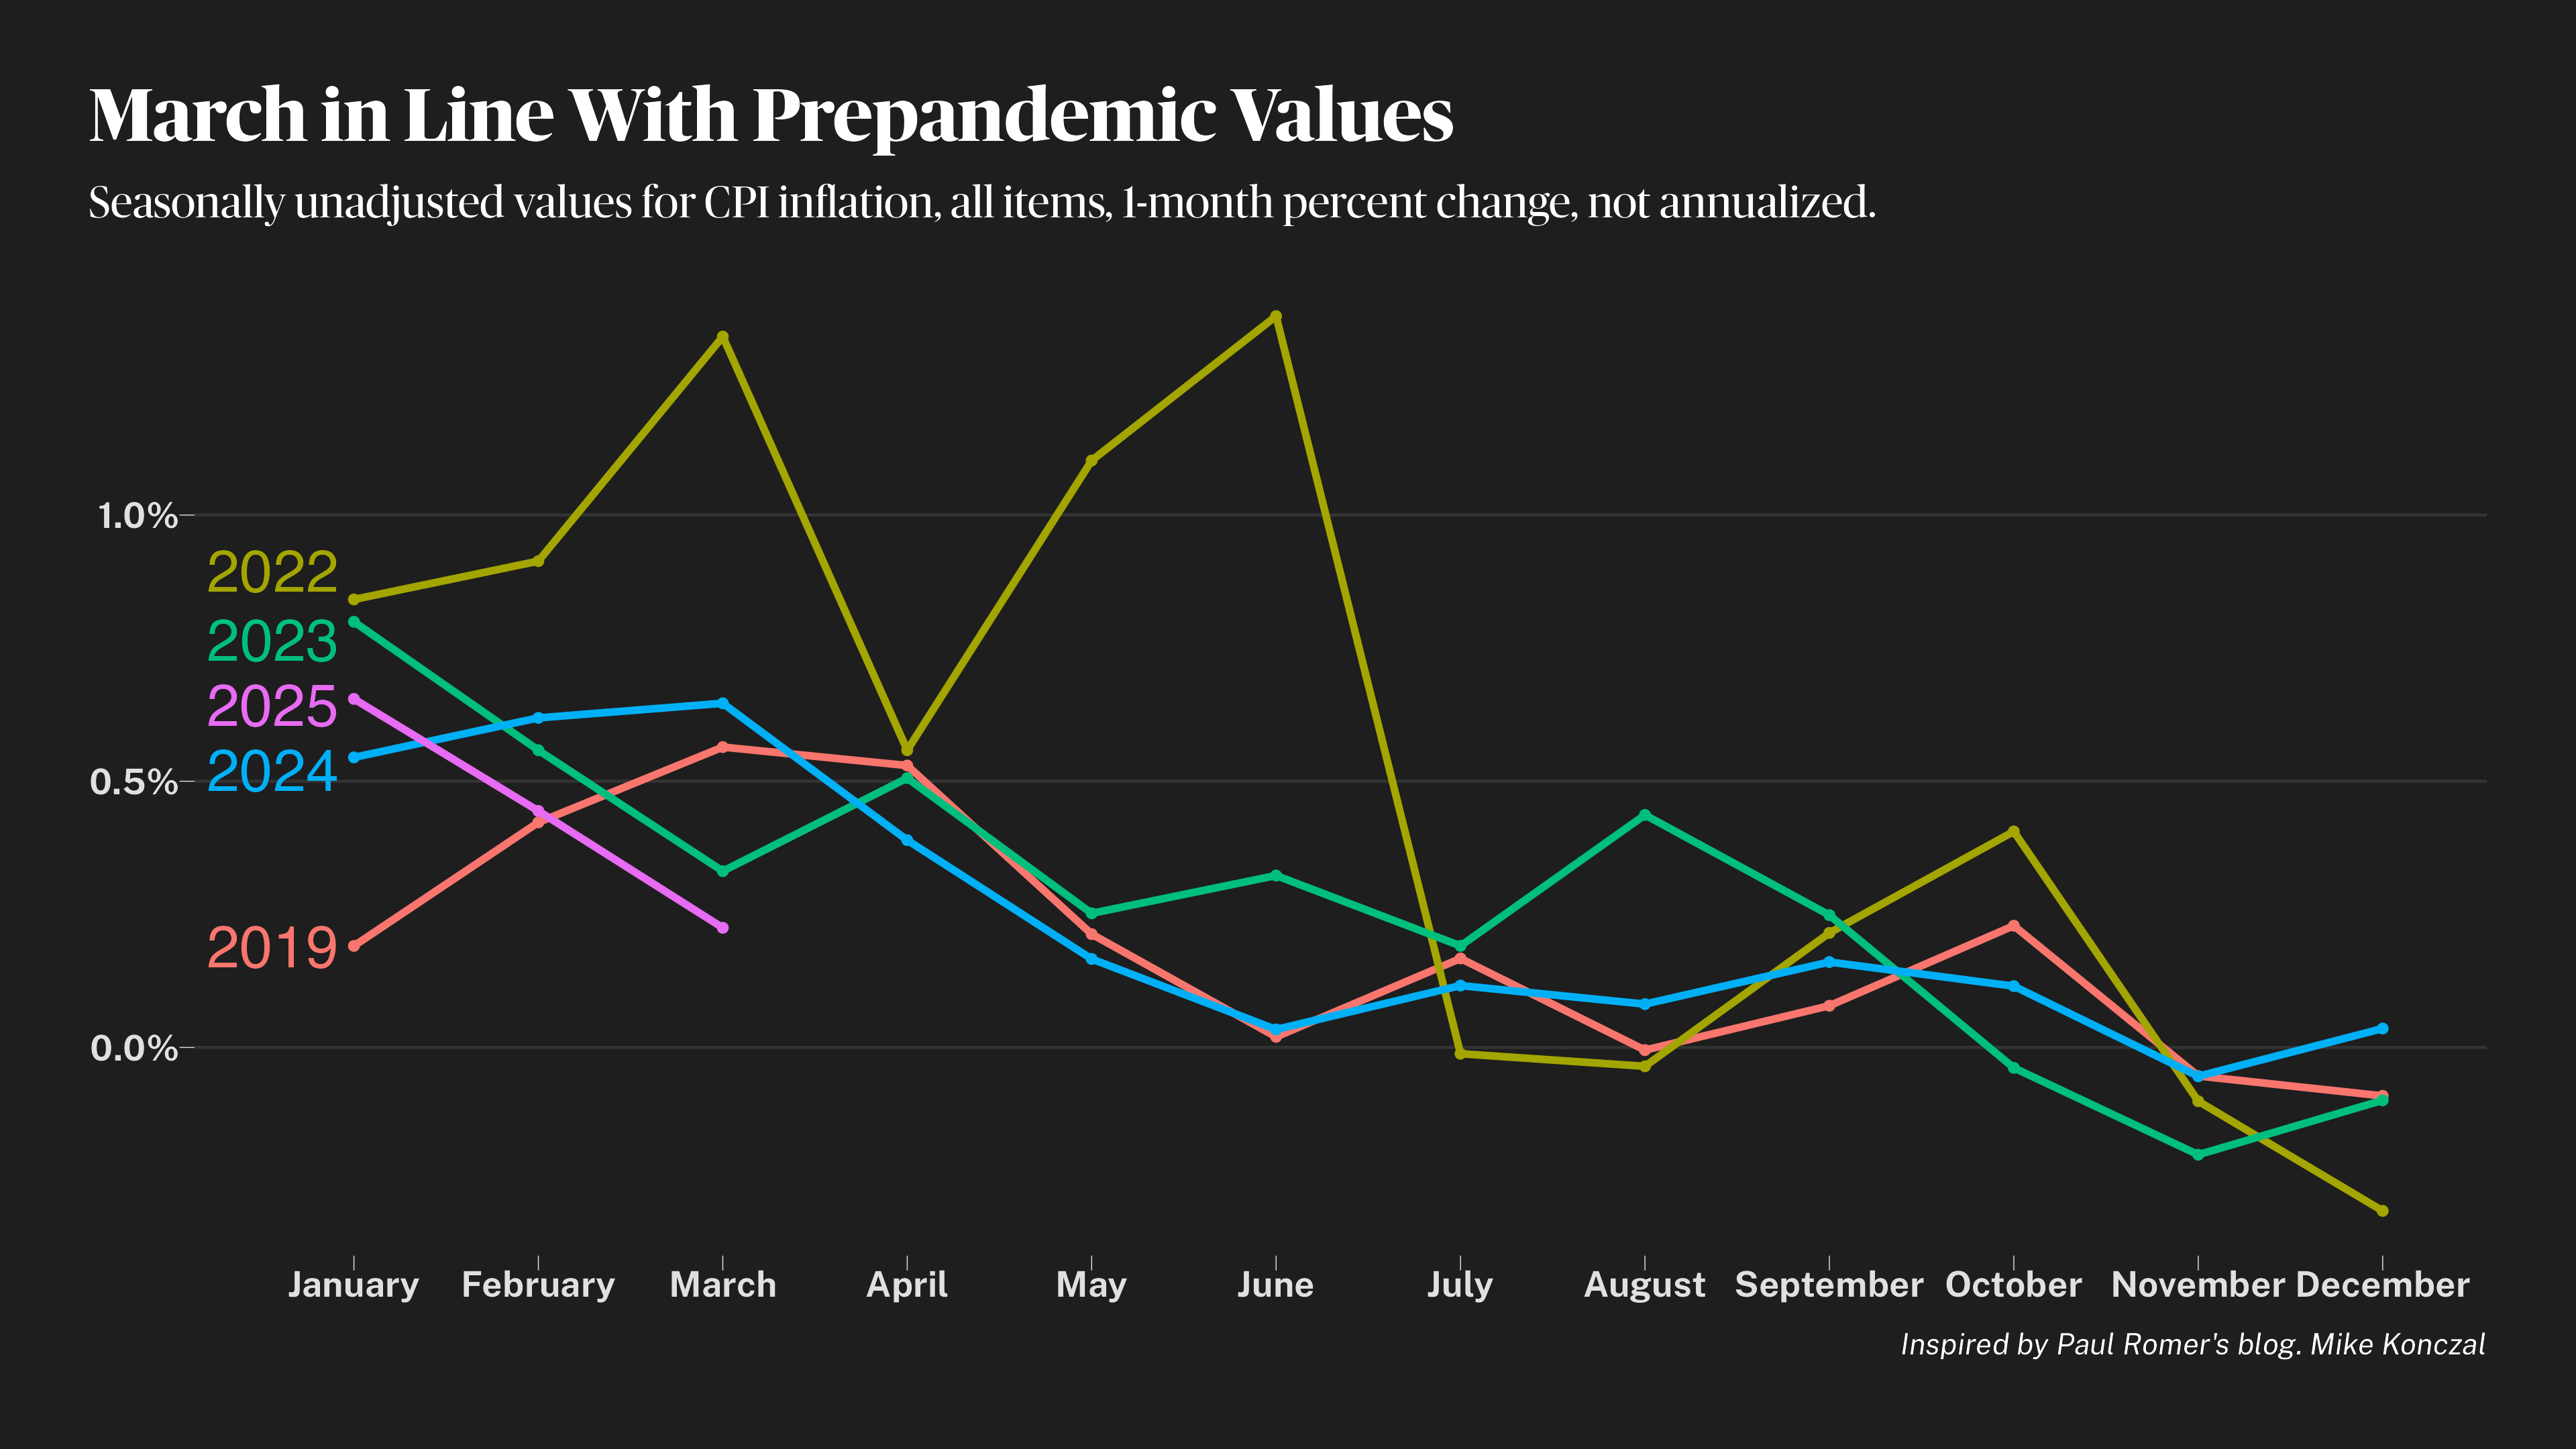 March in Line With Prepandemic Values
Seasonally unadjusted values for CPI inflation, all items, 1-month percent change, not annualized.
1.0%
2022
2023
2025
2024
0.5%
2019
0.0%
January February March April May June July August September October November December
Inspired by Paul Romer's blog. Mike Konczal